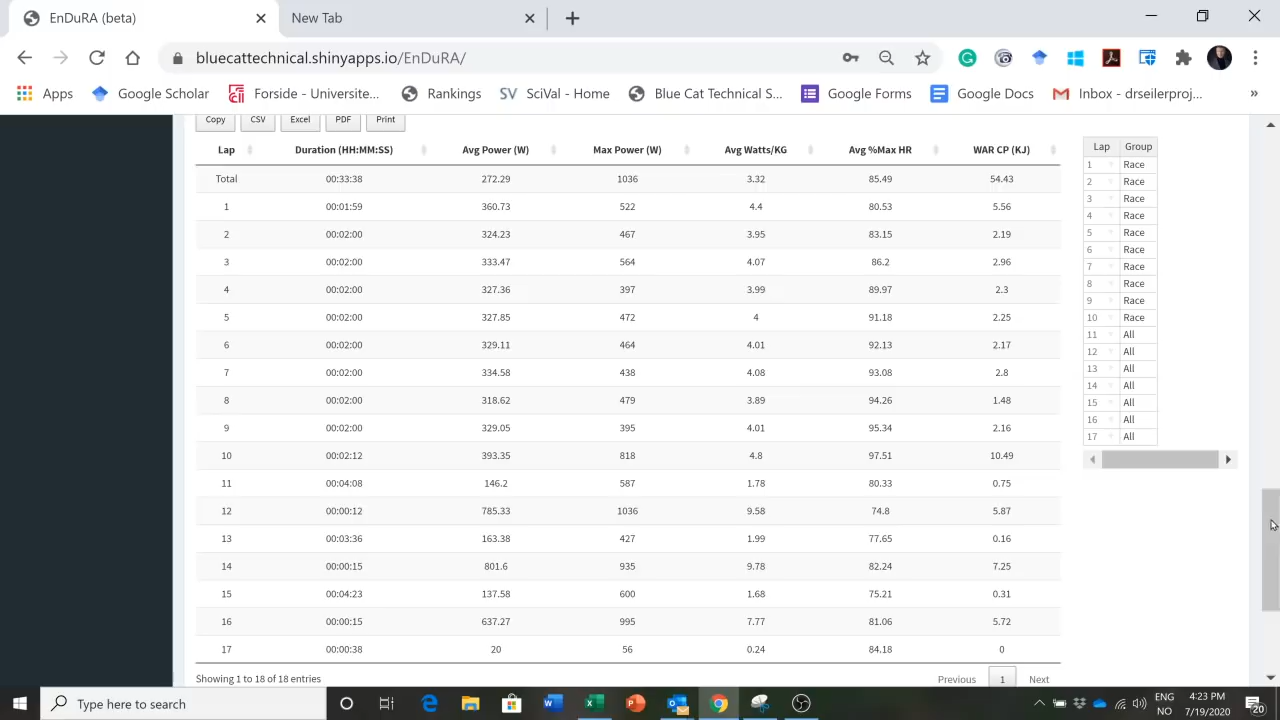 EnDuRA (beta)
New Tab
bluecattechnical.shinyapps.io/EnDuRA/
Apps
Google Scholar
Forside - Universite...
Rankings
SciVal - Home
Blue Cat Technical S...
Google Forms
Google Docs
Inbox - drseilerproj...
»
Copy CSV Excel PDF Print
Lap Duration (HH:MM:SS) Avg Power (W) Max Power (W) Avg Watts/KG Avg %Max HR WAR CP (KJ)
Total 00:33:38 272.29 1036 3.32 85.49 54.43
1 00:01:59 360.73 522 4.4 80.53 5.56
2 00:02:00 324.23 467 3.95 83.15 2.19
3 00:02:00 333.47 564 4.07 86.2 2.96
4 00:02:00 327.36 397 3.99 89.97 2.3
5 00:02:00 327.85 472 4 91.18 2.25
6 00:02:00 329.11 464 4.01 92.13 2.17
7 00:02:00 334.58 438 4.08 93.08 2.8
8 00:02:00 318.62 479 3.89 94.26 1.48
9 00:02:00 329.05 395 4.01 95.34 2.16
10 00:02:12 393.35 818 4.8 97.51 10.49
11 00:04:08 146.2 587 1.78 80.33 0.75
12 00:00:12 785.33 1036 9.58 74.8 5.87
13 00:03:36 163.38 427 1.99 77.65 0.16
14 00:00:15 801.6 935 9.78 82.24 7.25
15 00:04:23 137.58 600 1.68 75.21 0.31
16 00:00:15 637.27 995 7.77 81.06 5.72
17 00:00:38 20 56 0.24 84.18 0
Showing 1 to 18 of 18 entries
Previous 1 Next
Lap Group
1 Race
2 Race
3 Race
4 Race
5 Race
6 Race
7 Race
8 Race
9 Race
10 Race
11 All
12 All
13 All
14 All
15 All
16 All
17 All
Type here to search
ENG
NO
4:23 PM
7/19/2020
20